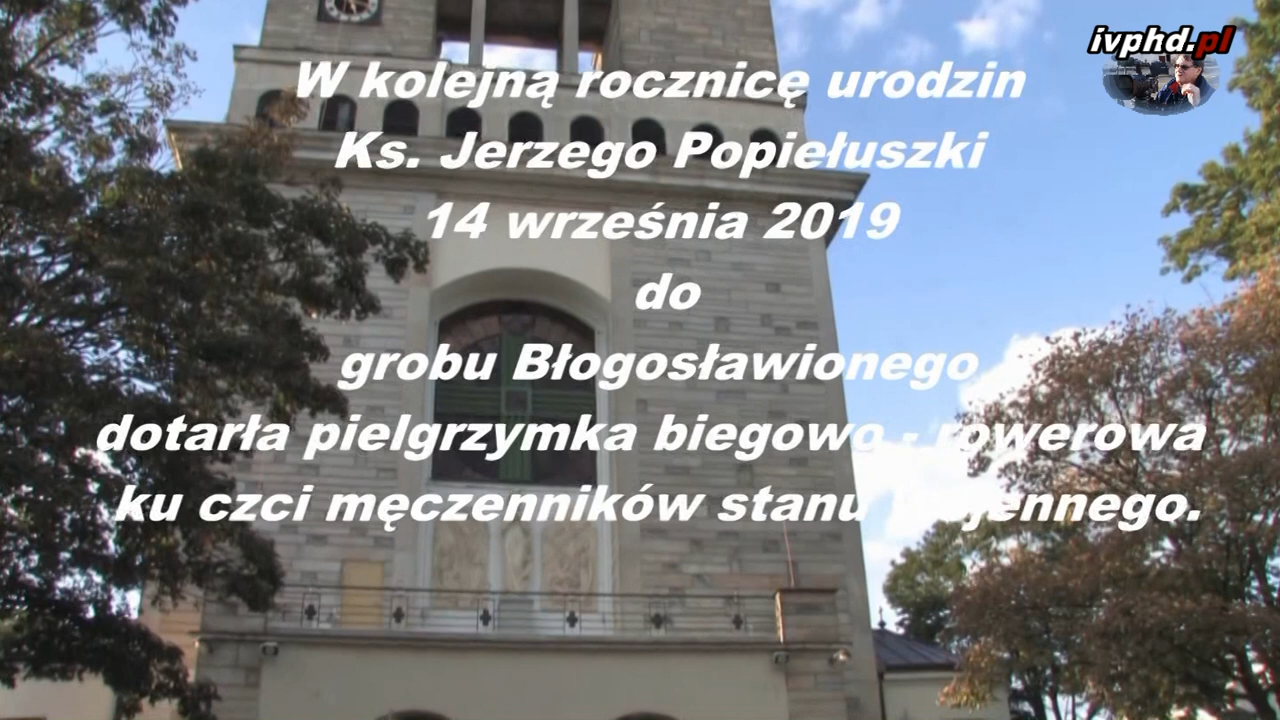 ivphd.pl
W kolejną rocznicę urodzin
Ks. Jerzego Popiełuszki
14 września 2019
do
grobu Błogosławionego
dotarła pielgrzymka biegowo - rowerowa
ku czci męczenników stanu wojennego.